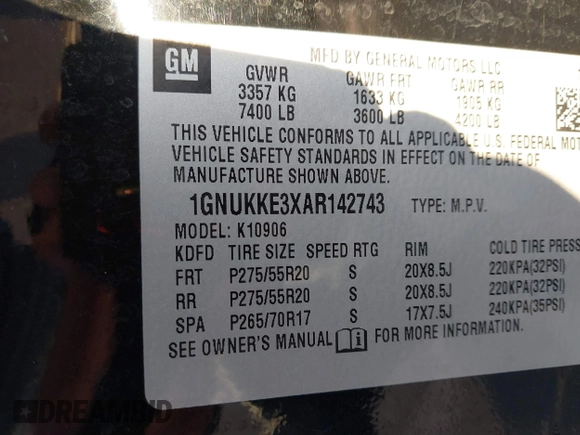 GM
MFD BY GENERAL MOTORS LLC
GVWR GAWR FRT GAWR RR
3357 KG 1633 KG 1905 KG
7400 LB 3600 LB 4200 LB
THIS VEHICLE CONFORMS TO ALL APPLICABLE U.S. FEDERAL MOT
VEHICLE SAFETY STANDARDS IN EFFECT ON THE DATE OF
MANUFACTURE SHOWN ABOVE.
1GNUKKE3XAR142743 TYPE: M.P.V.
MODEL: K10906
KDFD TIRE SIZE SPEED RTG RIM COLD TIRE PRESS
FRT P275/55R20 S 20X8.5J 220KPA(32PSI)
RR P275/55R20 S 20X8.5J 220KPA(32PSI)
SPA P265/70R17 S 17X7.5J 240KPA(35PSI)
SEE OWNER'S MANUAL i FOR MORE INFORMATION.
DREAMBID